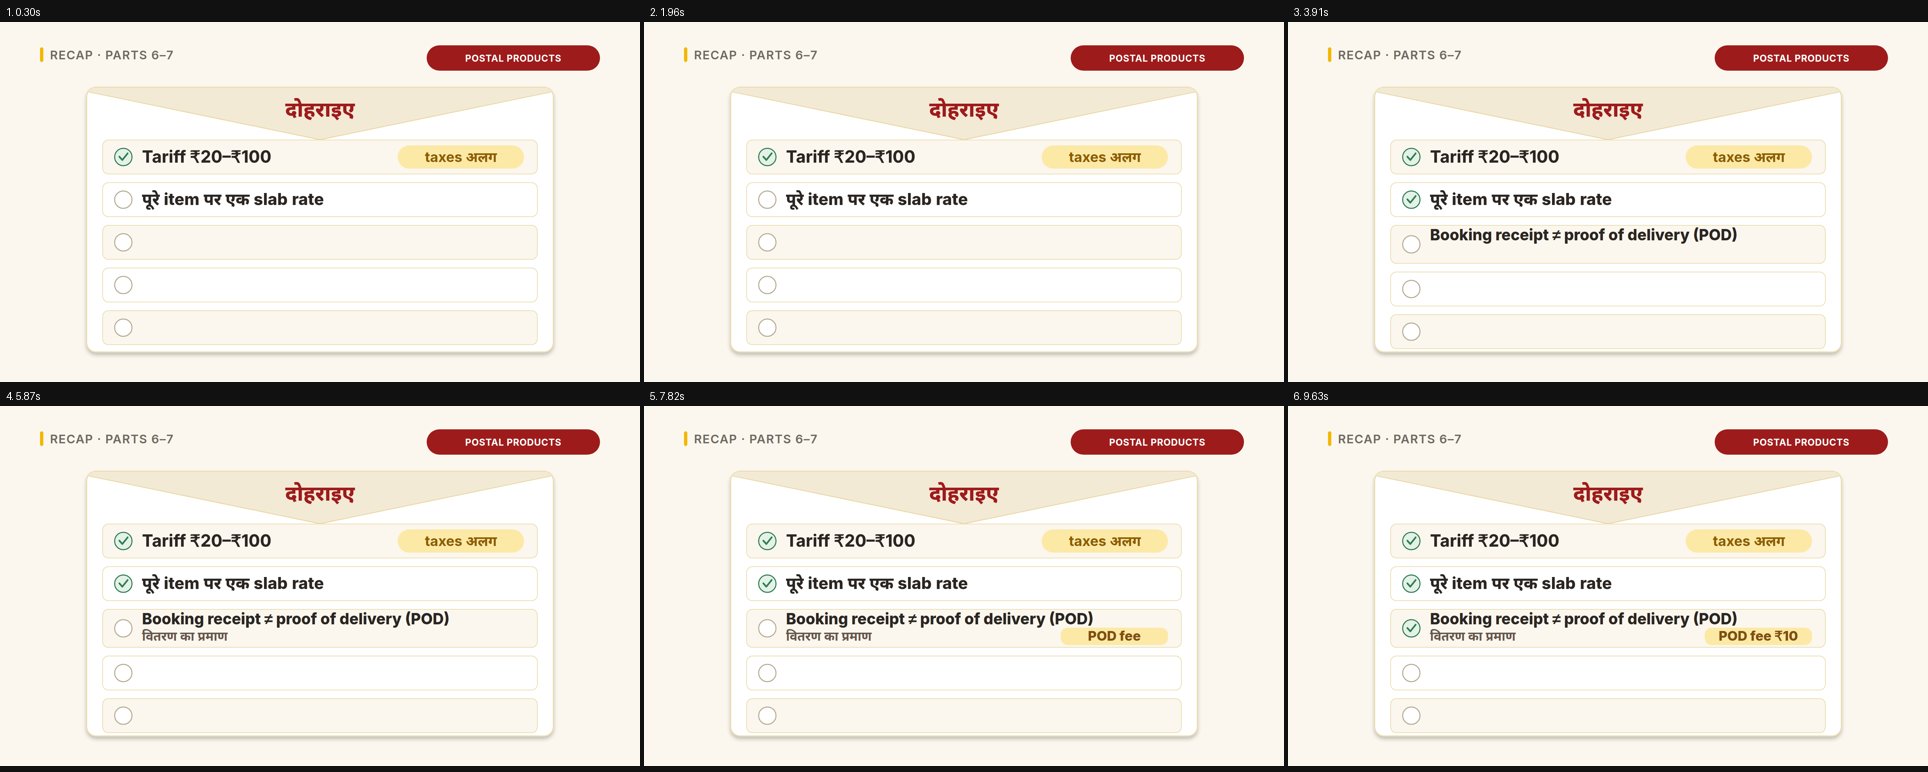 1. 0.30s
RECAP · PARTS 6–7
POSTAL PRODUCTS
दोहराइए
Tariff ₹20–₹100
taxes अलग
पूरे item पर एक slab rate
2. 1.96s
RECAP · PARTS 6–7
POSTAL PRODUCTS
दोहराइए
Tariff ₹20–₹100
taxes अलग
पूरे item पर एक slab rate
3. 3.91s
RECAP · PARTS 6–7
POSTAL PRODUCTS
दोहराइए
Tariff ₹20–₹100
taxes अलग
पूरे item पर एक slab rate
Booking receipt ≠ proof of delivery (POD)
4. 5.87s
RECAP · PARTS 6–7
POSTAL PRODUCTS
दोहराइए
Tariff ₹20–₹100
taxes अलग
पूरे item पर एक slab rate
Booking receipt ≠ proof of delivery (POD)
वितरण का प्रमाण
5. 7.82s
RECAP · PARTS 6–7
POSTAL PRODUCTS
दोहराइए
Tariff ₹20–₹100
taxes अलग
पूरे item पर एक slab rate
Booking receipt ≠ proof of delivery (POD)
वितरण का प्रमाण
POD fee
6. 9.63s
RECAP · PARTS 6–7
POSTAL PRODUCTS
दोहराइए
Tariff ₹20–₹100
taxes अलग
पूरे item पर एक slab rate
Booking receipt ≠ proof of delivery (POD)
वितरण का प्रमाण
POD fee ₹10